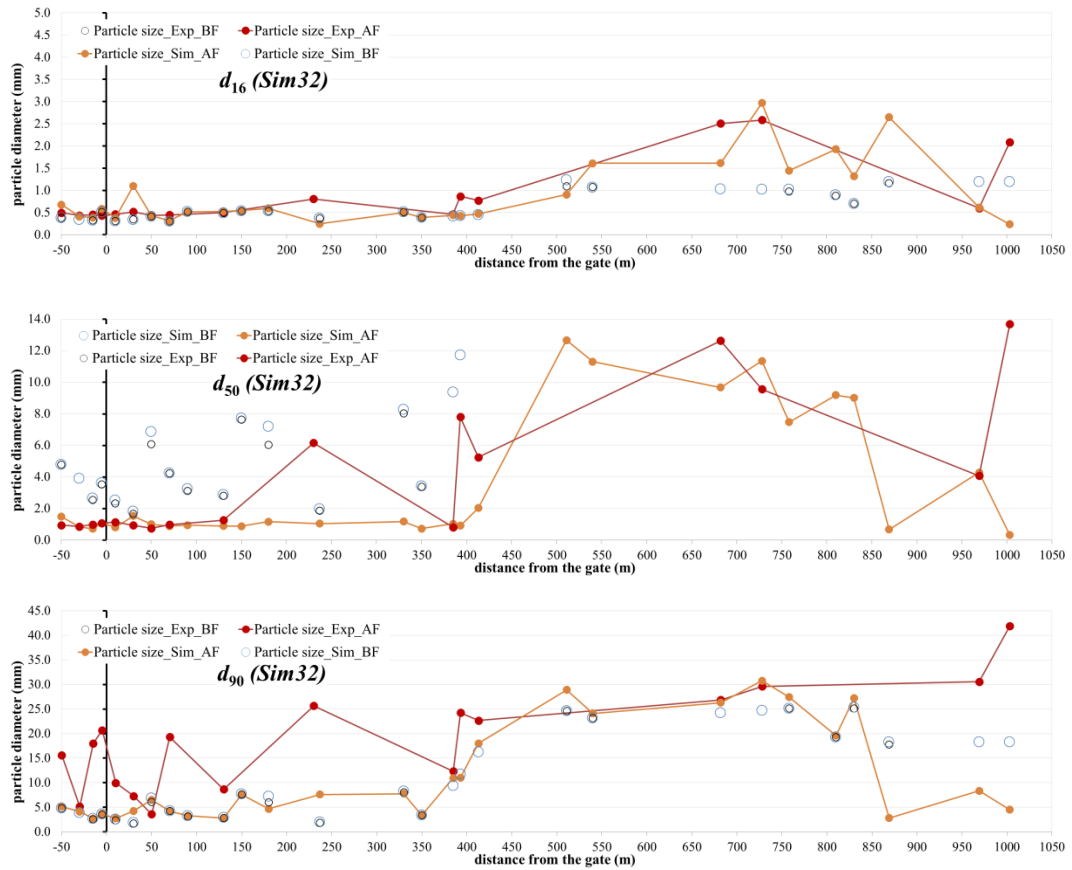 5.0
4.5
4.0
3.5
3.0
2.5
2.0
1.5
1.0
0.5
0.0
particle diameter (mm)
Particle size_Exp_BF Particle size_Exp_AF
Particle size_Sim_AF Particle size_Sim_BF
d16 (Sim32)
-50 0 50 100 150 200 250 300 350 400 450 500 550 600 650 700 750 800 850 900 950 1000 1050
distance from the gate (m)
14.0
12.0
10.0
8.0
6.0
4.0
2.0
0.0
particle diameter (mm)
Particle size_Sim_BF Particle size_Sim_AF
Particle size_Exp_BF Particle size_Exp_AF
d50 (Sim32)
-50 0 50 100 150 200 250 300 350 400 450 500 550 600 650 700 750 800 850 900 950 1000 1050
distance from the gate (m)
45.0
40.0
35.0
30.0
25.0
20.0
15.0
10.0
5.0
0.0
particle diameter (mm)
Particle size_Exp_BF Particle size_Exp_AF
Particle size_Sim_AF Particle size_Sim_BF
d90 (Sim32)
-50 0 50 100 150 200 250 300 350 400 450 500 550 600 650 700 750 800 850 900 950 1000 1050
distance from the gate (m)